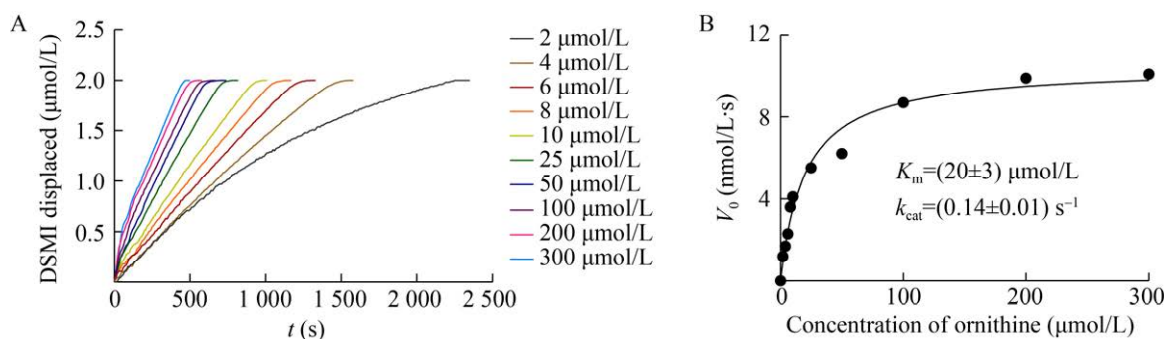 A
DSMI displaced (μmol/L)
2.5
2.0
1.5
1.0
0.5
0
500
1 000
1 500
2 000
2 500
t (s)
2 μmol/L
4 μmol/L
6 μmol/L
8 μmol/L
10 μmol/L
25 μmol/L
50 μmol/L
100 μmol/L
200 μmol/L
300 μmol/L
B
V₀ (nmol/L·s)
12
8
4
0
0
100
200
300
Kₘ=(20±3) μmol/L
kcat=(0.14±0.01) s⁻¹
Concentration of ornithine (μmol/L)